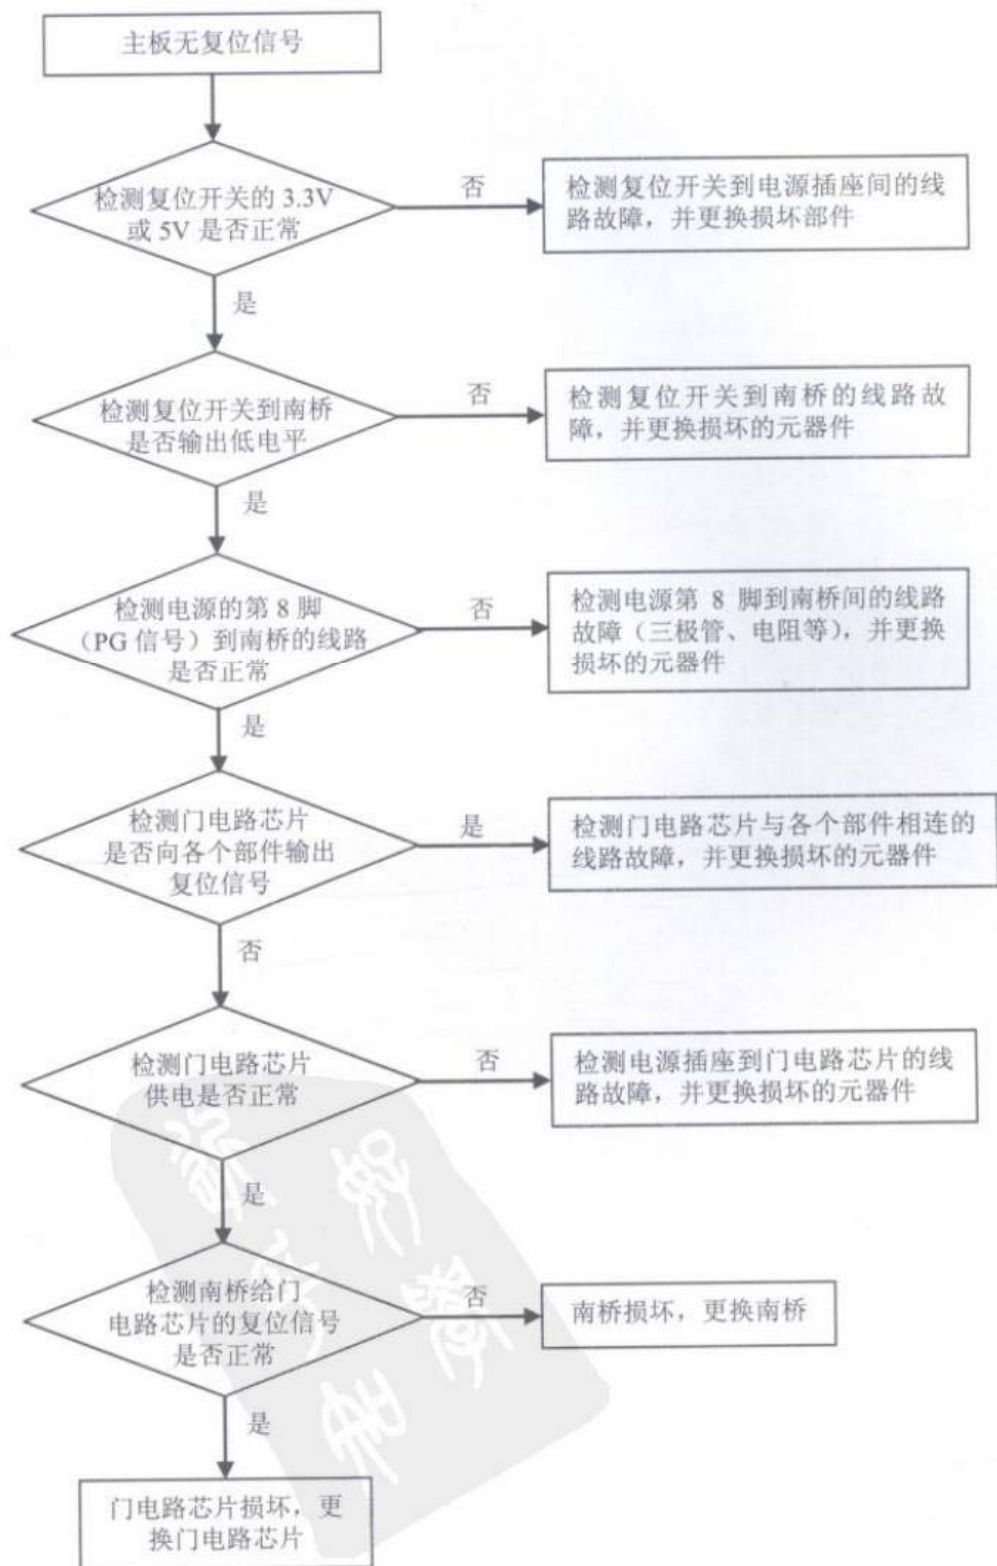 主板无复位信号
检测复位开关的 3.3V
或 5V 是否正常
否
检测复位开关到电源插座间的线
路故障，并更换损坏部件
是
检测复位开关到南桥
是否输出低电平
否
检测复位开关到南桥的线路故
障，并更换损坏的元器件
是
检测电源的第 8 脚
（PG 信号）到南桥的线路
是否正常
否
检测电源第 8 脚到南桥间的线路
故障（三极管、电阻等），并更换
损坏的元器件
是
检测门电路芯片
是否向各个部件输出
复位信号
是
检测门电路芯片与各个部件相连的
线路故障，并更换损坏的元器件
否
检测门电路芯片
供电是否正常
否
检测电源插座到门电路芯片的线
路故障，并更换损坏的元器件
是
检测南桥给门
电路芯片的复位信号
是否正常
否
南桥损坏，更换南桥
是
门电路芯片损坏，更
换门电路芯片